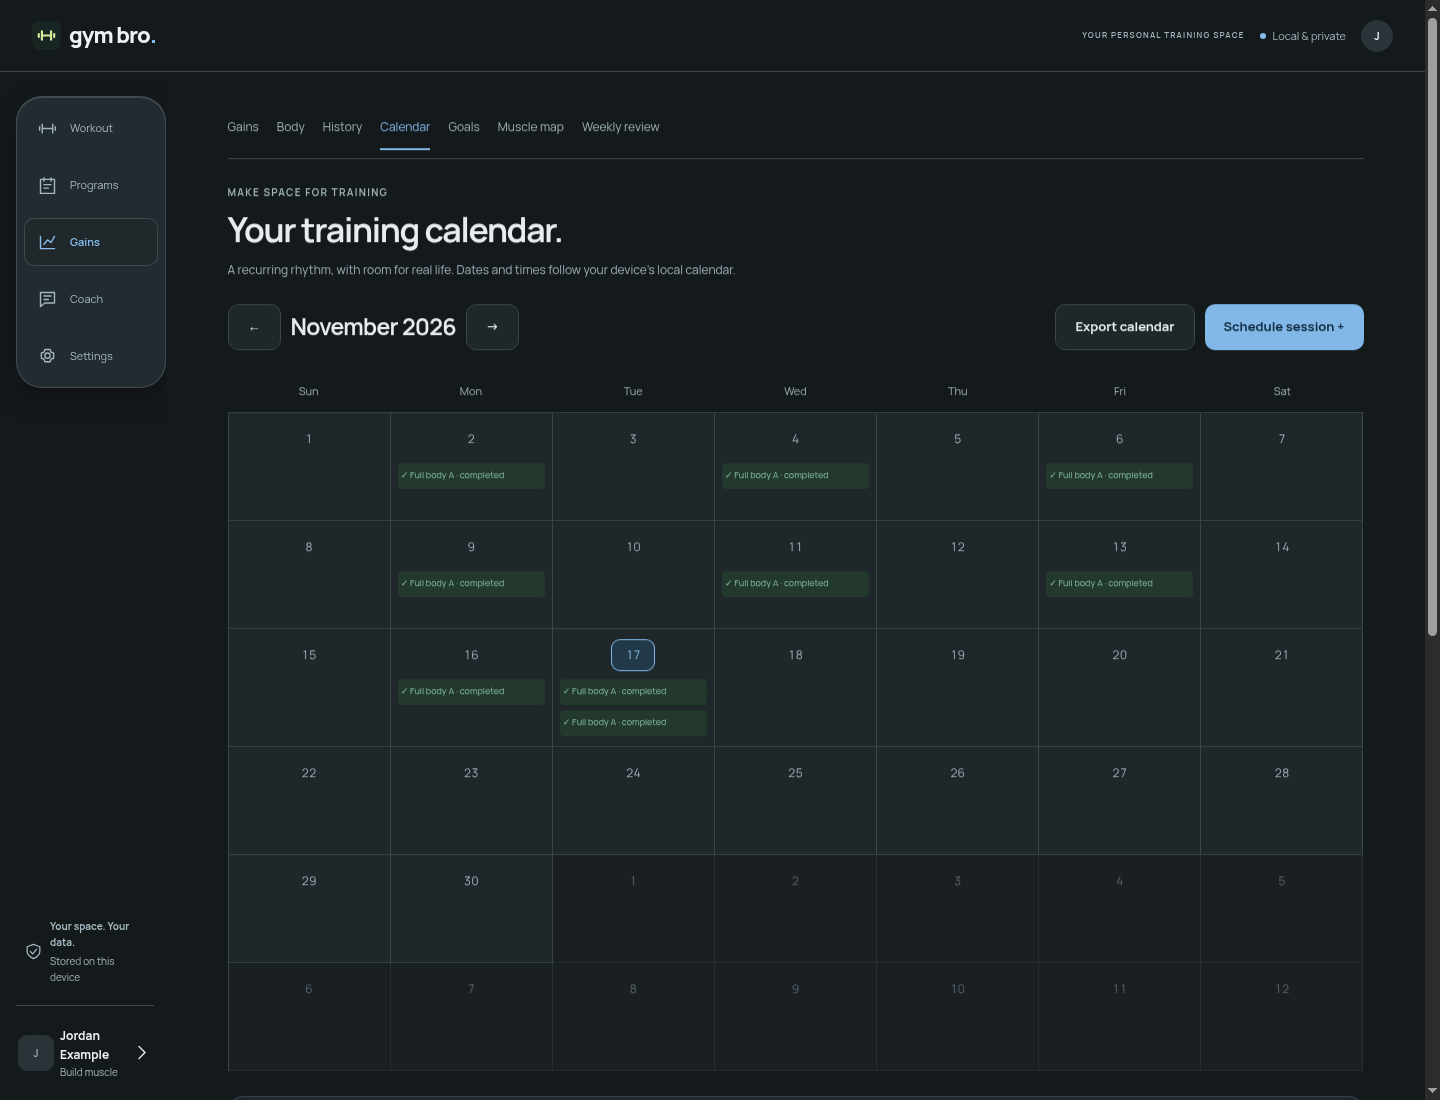 gym bro.
YOUR PERSONAL TRAINING SPACE
Local & private
J
Workout
Programs
Gains
Coach
Settings
Gains Body History Calendar Goals Muscle map Weekly review
MAKE SPACE FOR TRAINING
Your training calendar.
A recurring rhythm, with room for real life. Dates and times follow your device's local calendar.
← November 2026 →
Export calendar
Schedule session +
Sun Mon Tue Wed Thu Fri Sat
1 2 3 4 5 6 7
✓ Full body A · completed ✓ Full body A · completed ✓ Full body A · completed
8 9 10 11 12 13 14
✓ Full body A · completed ✓ Full body A · completed ✓ Full body A · completed
15 16 17 18 19 20 21
✓ Full body A · completed ✓ Full body A · completed
✓ Full body A · completed
22 23 24 25 26 27 28
29 30 1 2 3 4 5
6 7 8 9 10 11 12
Your space. Your
data.
Stored on this
device
J
Jordan
Example
Build muscle